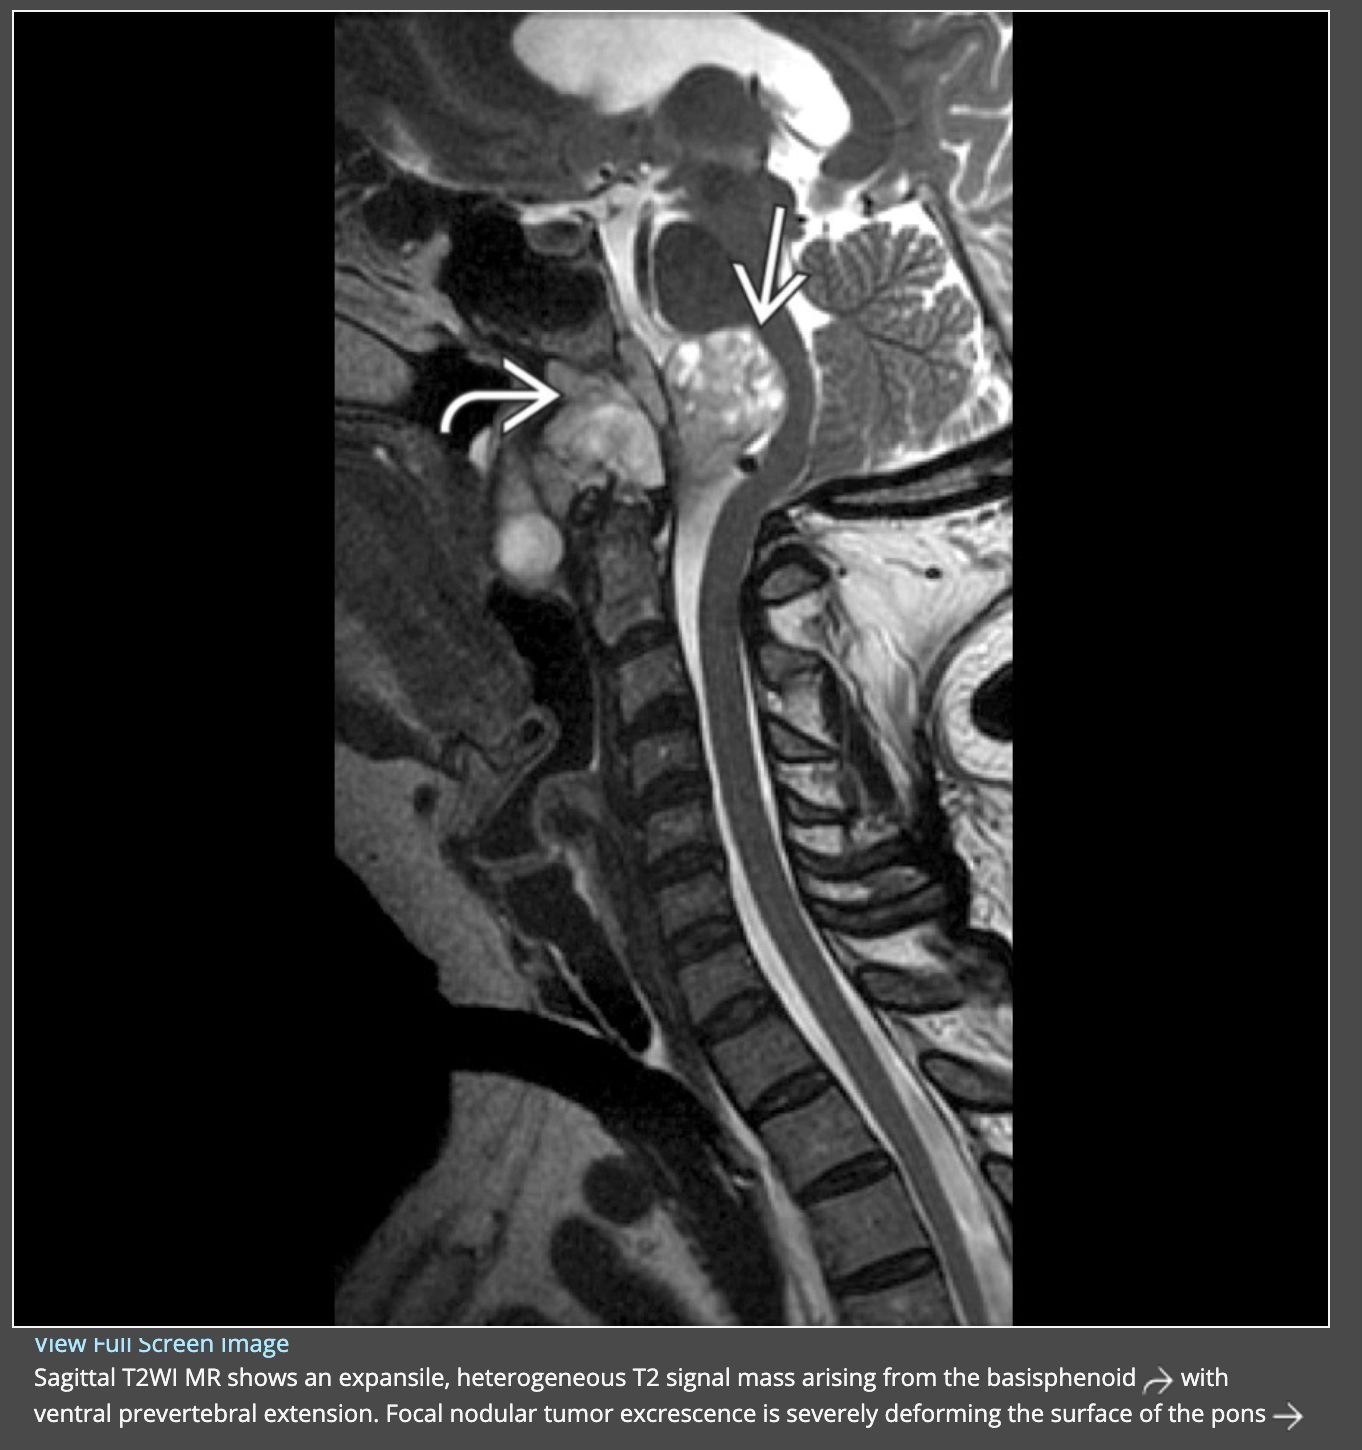 View Full Screen Image
Sagittal T2WI MR shows an expansile, heterogeneous T2 signal mass arising from the basisphenoid with
ventral prevertebral extension. Focal nodular tumor excrescence is severely deforming the surface of the pons